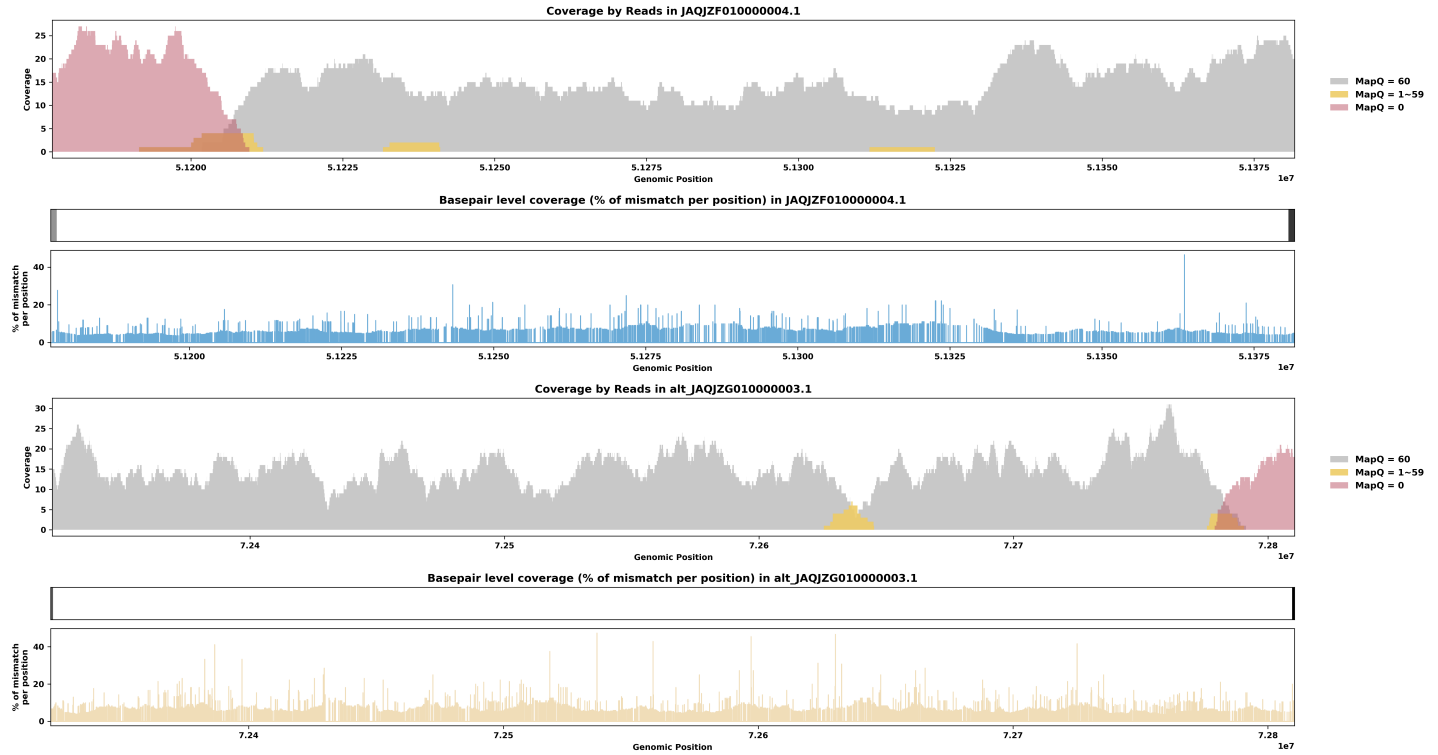 Coverage by Reads in JAQJZF010000004.1
Coverage
25
20
15
10
5
0
5.1200 5.1225 5.1250 5.1275 5.1300 5.1325 5.1350 5.1375
Genomic Position
1e7
MapQ = 60
MapQ = 1~59
MapQ = 0
Basepair level coverage (% of mismatch per position) in JAQJZF010000004.1
% of mismatch
per position
40
20
0
5.1200 5.1225 5.1250 5.1275 5.1300 5.1325 5.1350 5.1375
Genomic Position
1e7
Coverage by Reads in alt_JAQJZG010000003.1
Coverage
30
25
20
15
10
5
0
7.24 7.25 7.26 7.27 7.28
Genomic Position
1e7
MapQ = 60
MapQ = 1~59
MapQ = 0
Basepair level coverage (% of mismatch per position) in alt_JAQJZG010000003.1
% of mismatch
per position
40
20
0
7.24 7.25 7.26 7.27 7.28
Genomic Position
1e7